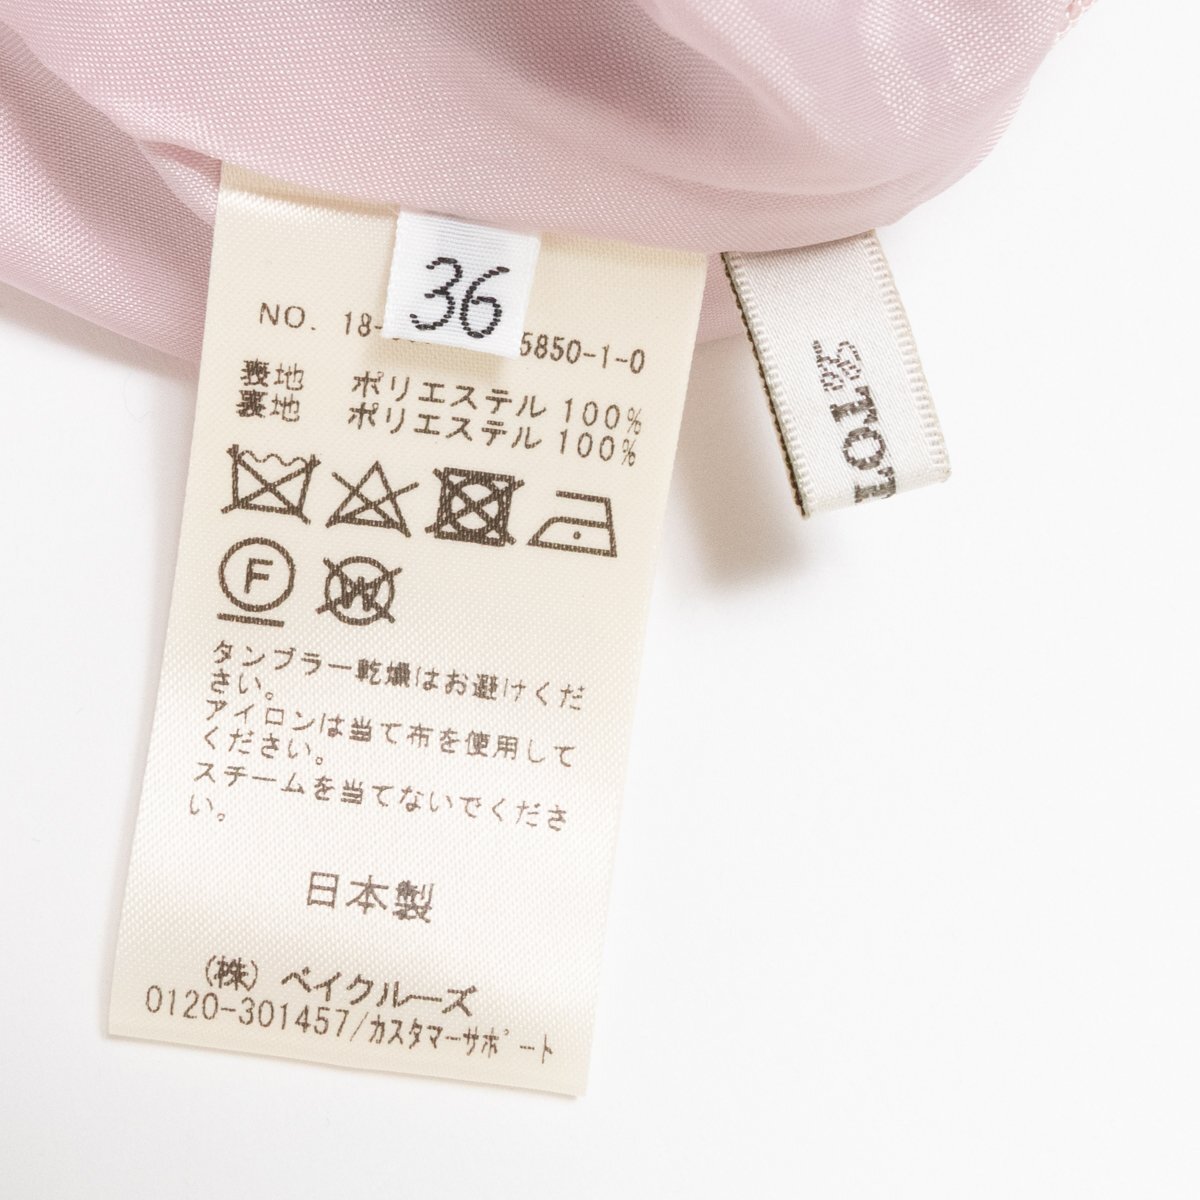 36
NO. 18- 5850-1-0
表地 ポリエステル 100%
裏地 ポリエステル 100%
F
W
タンブラー乾燥はお避けくだ
さい。
アイロンは当て布を使用して
ください。
スチームを当てないでくださ
い。
日本製
(株) ベイクルーズ
0120-301457/カスタマーサポート